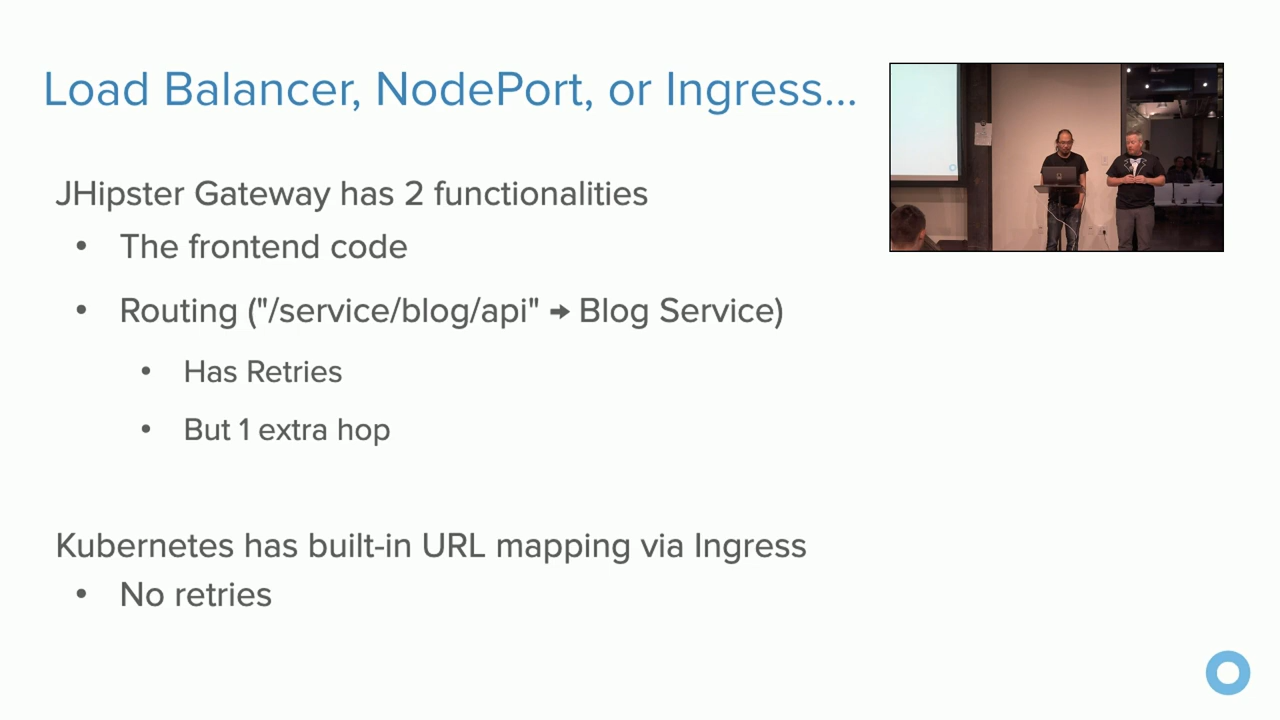 Load Balancer, NodePort, or Ingress...
JHipster Gateway has 2 functionalities
• The frontend code
• Routing ("/service/blog/api" → Blog Service)
• Has Retries
• But 1 extra hop
Kubernetes has built-in URL mapping via Ingress
• No retries